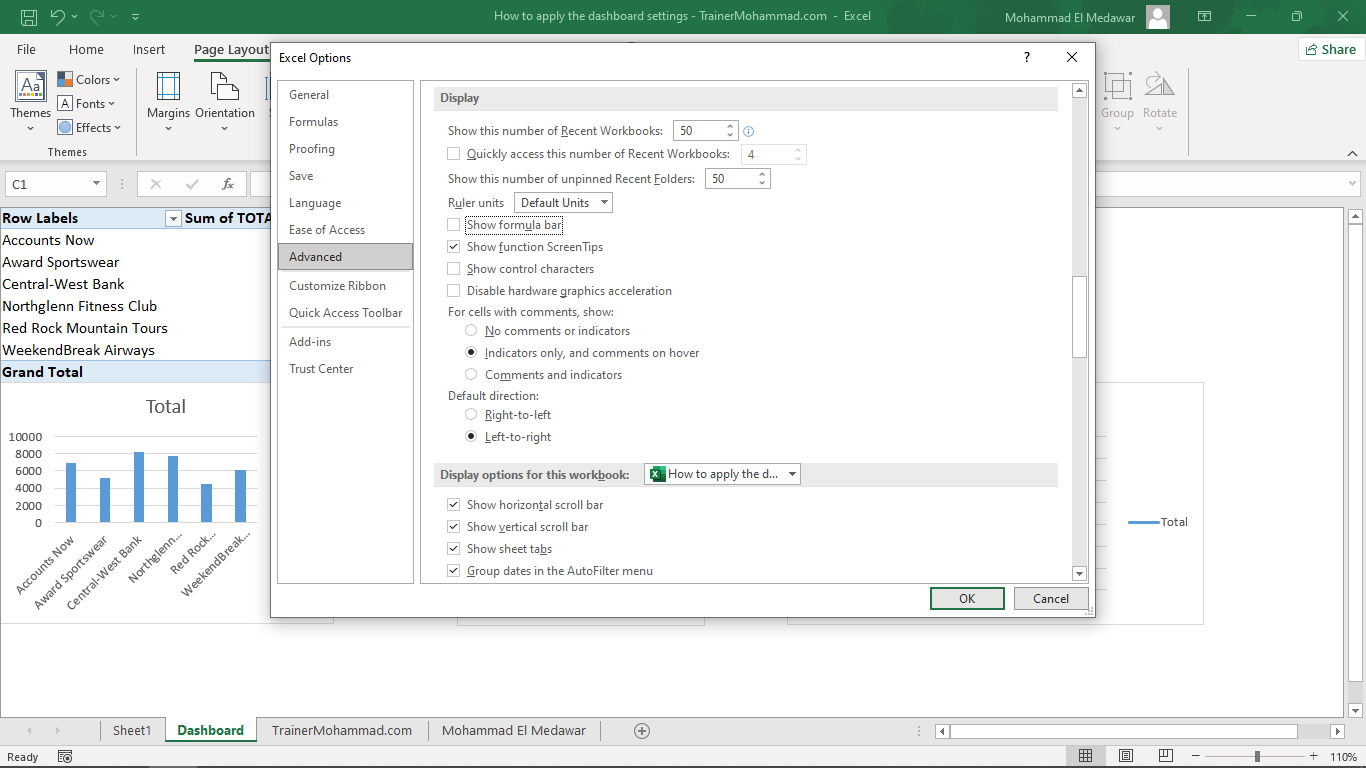 How to apply the dashboard settings - TrainerMohammad.com - Excel
Mohammad El Medawar
File Home Insert Page Layout
Share
Excel Options
?
Themes
Colors
Fonts
Effects
Margins
Orientation
Group
Rotate
Themes
C1
fx
Row Labels
Sum of TOTA
Accounts Now
Award Sportswear
Central-West Bank
Northglenn Fitness Club
Red Rock Mountain Tours
WeekendBreak Airways
Grand Total
Total
10000
8000
6000
4000
2000
0
Accounts Now
Award Sportswear
Central-West Bank
Northglenn...
Red Rock...
WeekendBreak...
General
Formulas
Proofing
Save
Language
Ease of Access
Advanced
Customize Ribbon
Quick Access Toolbar
Add-ins
Trust Center
Display
Show this number of Recent Workbooks: 50
Quickly access this number of Recent Workbooks: 4
Show this number of unpinned Recent Folders: 50
Ruler units Default Units
Show formula bar
Show function ScreenTips
Show control characters
Disable hardware graphics acceleration
For cells with comments, show:
No comments or indicators
Indicators only, and comments on hover
Comments and indicators
Default direction:
Right-to-left
Left-to-right
Display options for this workbook: How to apply the d...
Show horizontal scroll bar
Show vertical scroll bar
Show sheet tabs
Group dates in the AutoFilter menu
OK
Cancel
Total
Sheet1
Dashboard
TrainerMohammad.com
Mohammad El Medawar
Ready
110%